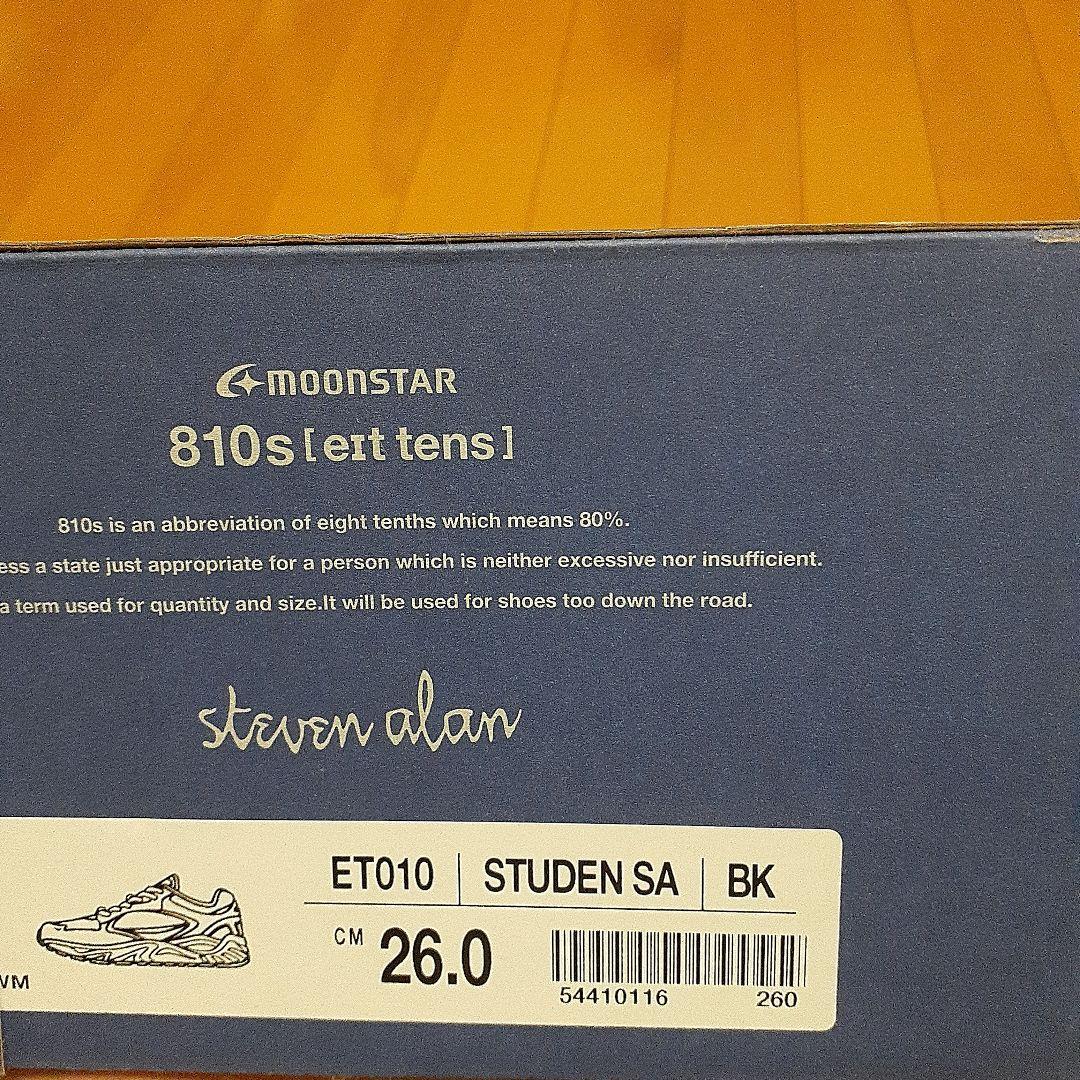 MOONSTAR
810s [eɪt tens]
810s is an abbreviation of eight tenths which means 80%.
a state just appropriate for a person which is neither excessive nor insufficient.
a term used for quantity and size.It will be used for shoes too down the road.
steven alan
ET010 STUDEN SA BK
CM 26.0
54410116 260